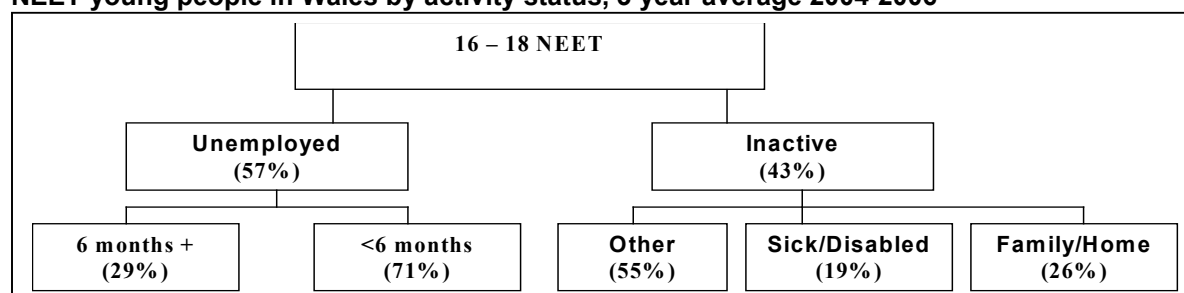 NEET young people in Wales by activity status, 3 year average 2004-2006
16 – 18 NEET
Unemployed
(57%)
Inactive
(43%)
6 months +
(29%)
<6 months
(71%)
Other
(55%)
Sick/Disabled
(19%)
Family/Home
(26%)